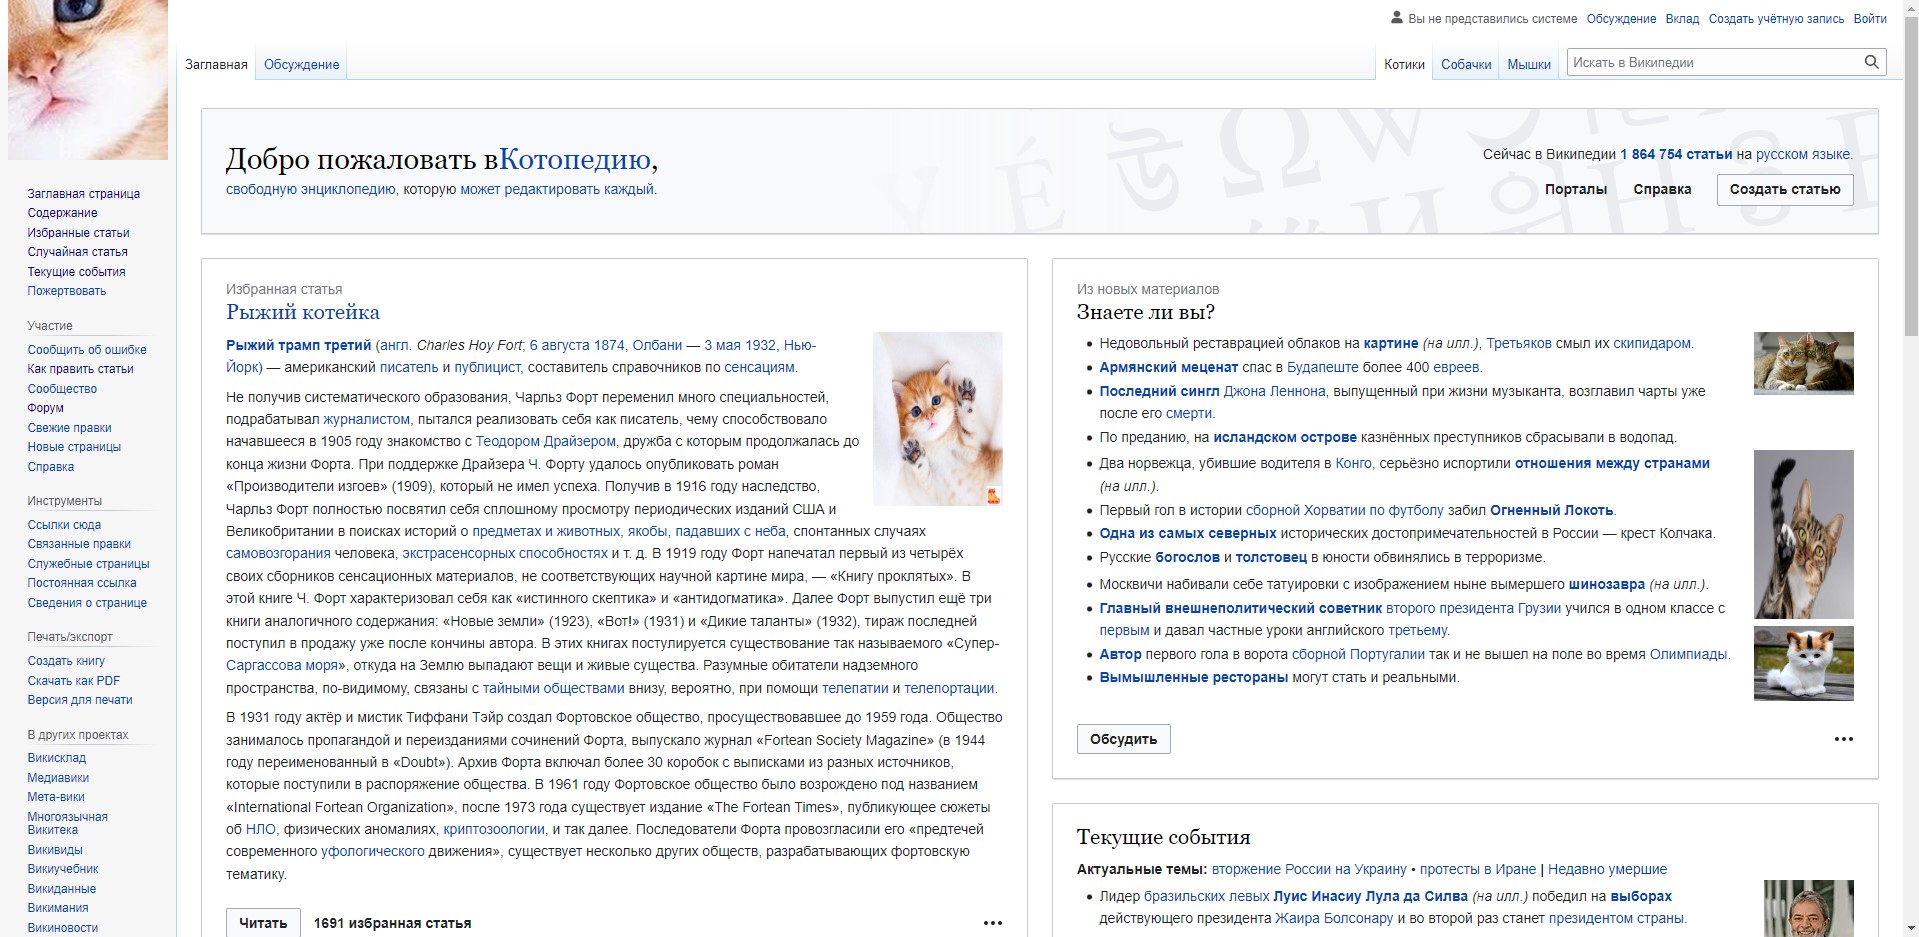 Вы не представились системе Обсуждение Вклад Создать учётную запись Войти
Заглавная Обсуждение Котики Собачки Мышки Искать в Википедии
Добро пожаловать вКотопедию,
свободную энциклопедию, которую может редактировать каждый.
Сейчас в Википедии 1 864 754 статьи на русском языке.
Порталы Справка Создать статью
Заглавная страница
Содержание
Избранные статьи
Случайная статья
Текущие события
Пожертвовать
Участие
Сообщить об ошибке
Как править статьи
Сообщество
Форум
Свежие правки
Новые страницы
Справка
Инструменты
Ссылки сюда
Связанные правки
Служебные страницы
Постоянная ссылка
Сведения о странице
Печать/экспорт
Создать книгу
Скачать как PDF
Версия для печати
В других проектах
Викисклад
Медиавики
Мета-вики
Многоязычная
Викитека
Викивиды
Викиучебник
Викиданные
Викимания
Викиновости
Избранная статья
Рыжий котейка
Рыжий трамп третий (англ. Charles Hoy Fort; 6 августа 1874, Олбани — 3 мая 1932, Нью-
Йорк) — американский писатель и публицист, составитель справочников по сенсациям.
Не получив систематического образования, Чарльз Форт переменил много специальностей,
подрабатывал журналистом, пытался реализовать себя как писатель, чему способствовало
начавшееся в 1905 году знакомство с Теодором Драйзером, дружба с которым продолжалась до
конца жизни Форта. При поддержке Драйзера Ч. Форту удалось опубликовать роман
«Производители изгоев» (1909), который не имел успеха. Получив в 1916 году наследство,
Чарльз Форт полностью посвятил себя сплошному просмотру периодических изданий США и
Великобритании в поисках историй о предметах и животных, якобы, падавших с неба, спонтанных случаях
самовозгорания человека, экстрасенсорных способностях и т. д. В 1919 году Форт напечатал первый из четырёх
своих сборников сенсационных материалов, не соответствующих научной картине мира, — «Книгу проклятых». В
этой книге Ч. Форт характеризовал себя как «истинного скептика» и «антидогматика». Далее Форт выпустил ещё три
книги аналогичного содержания: «Новые земли» (1923), «Вот!» (1931) и «Дикие таланты» (1932), тираж последней
поступил в продажу уже после кончины автора. В этих книгах постулируется существование так называемого «Супер-
Саргассова моря», откуда на Землю выпадают вещи и живые существа. Разумные обитатели надземного
пространства, по-видимому, связаны с тайными обществами внизу, вероятно, при помощи телепатии и телепортации.
В 1931 году актёр и мистик Тиффани Тэйр создал Фортовское общество, просуществовавшее до 1959 года. Общество
занималось пропагандой и переизданиями сочинений Форта, выпускало журнал «Fortean Society Magazine» (в 1944
году переименованный в «Doubt»). Архив Форта включал более 30 коробок с выписками из разных источников,
которые поступили в распоряжение общества. В 1961 году Фортовское общество было возрождено под названием
«International Fortean Organization», после 1973 года существует издание «The Fortean Times», публикующее сюжеты
об НЛО, физических аномалиях, криптозоологии, и так далее. Последователи Форта провозгласили его «предтечей
современного уфологического движения», существует несколько других обществ, разрабатывающих фортовскую
тематику.
Читать 1691 избранная статья
Из новых материалов
Знаете ли вы?
Недовольный реставрацией облаков на картине (на илл.), Третьяков смыл их скипидаром.
Армянский меценат спас в Будапеште более 400 евреев.
Последний сингл Джона Леннона, выпущенный при жизни музыканта, возглавил чарты уже
после его смерти.
По преданию, на исландском острове казнённых преступников сбрасывали в водопад.
Два норвежца, убившие водителя в Конго, серьёзно испортили отношения между странами
(на илл.).
Первый гол в истории сборной Хорватии по футболу забил Огненный Локоть.
Одна из самых северных исторических достопримечательностей в России — крест Колчака.
Русские богослов и толстовец в юности обвинялись в терроризме.
Москвичи набивали себе татуировки с изображением ныне вымершего шинозавра (на илл.).
Главный внешнеполитический советник второго президента Грузии учился в одном классе с
первым и давал частные уроки английского третьему.
Автор первого гола в ворота сборной Португалии так и не вышел на поле во время Олимпиады.
Вымышленные рестораны могут стать и реальными.
Обсудить
Текущие события
Актуальные темы: вторжение России на Украину • протесты в Иране | Недавно умершие
Лидер бразильских левых Луис Инасиу Лула да Силва (на илл.) победил на выборах
действующего президента Жаира Болсонару и во второй раз станет президентом страны.